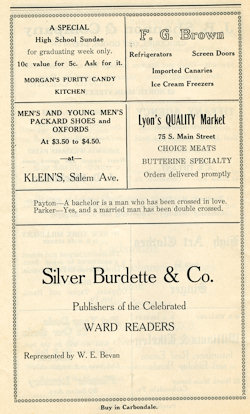 A SPECIAL
High School Sundae
for graduating week only.
10c value for 5c. Ask for it.
MORGAN'S PURITY CANDY
KITCHEN
F. G. Brown
Refrigerators Screen Doors
Imported Canaries
Ice Cream Freezers
MEN'S AND YOUNG MEN'S
PACKARD SHOES and
OXFORDS
At $3.50 to $4.50.
—at—
KLEIN'S, Salem Ave.
Lyon's QUALITY Market
75 S. Main Street
CHOICE MEATS
BUTTERINE SPECIALTY
Orders delivered promptly
Payton—A bachelor is a man who has been crossed in love.
Parker—Yes, and a married man has been double crossed.
Silver Burdette & Co.
Publishers of the Celebrated
WARD READERS
Represented by W. E. Bevan
Buy in Carbondale.